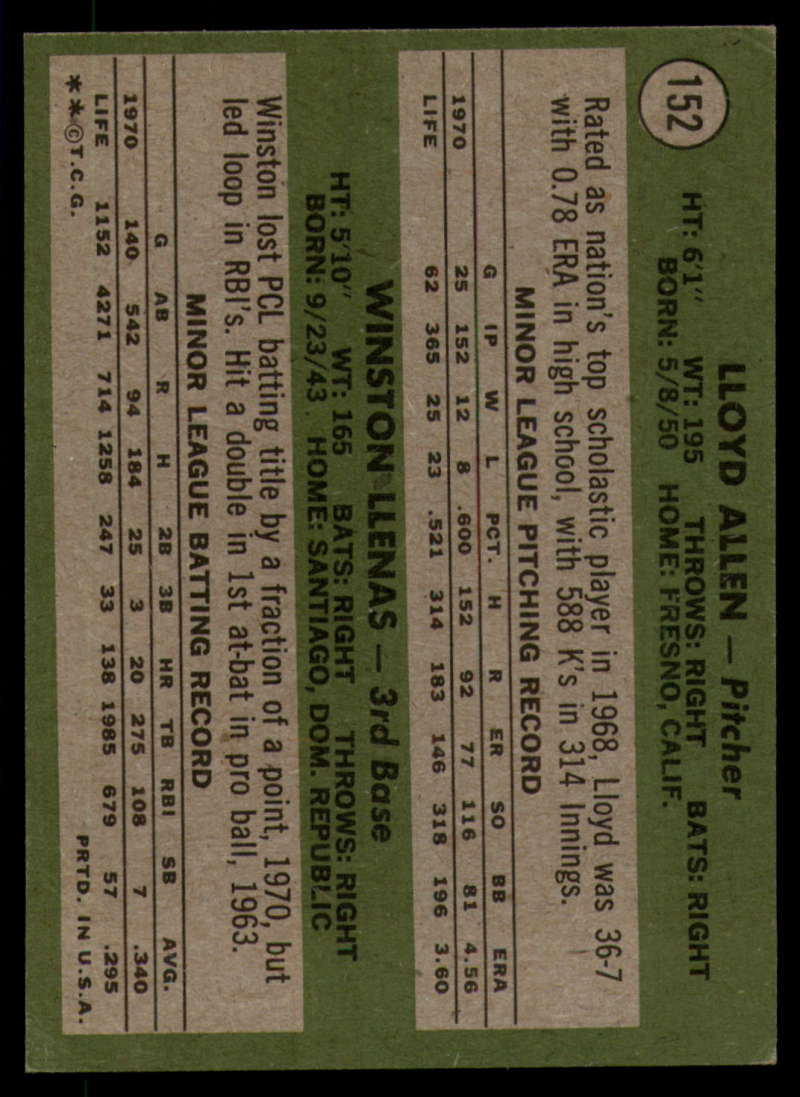 152
LLOYD ALLEN — Pitcher
HT: 6'1" WT: 195 THROWS: RIGHT BATS: RIGHT
BORN: 5/8/50 HOME: FRESNO, CALIF.
Rated as nation's top scholastic player in 1968, Lloyd was 36-7
with 0.78 ERA in high school, with 588 K's in 314 Innings.
MINOR LEAGUE PITCHING RECORD
G IP W L PCT. H R ER SO BB ERA
1970 25 152 12 8 .600 152 92 77 116 81 4.56
LIFE 62 365 25 23 .521 314 183 146 318 196 3.60
WINSTON LLENAS — 3rd Base
HT: 5'10" WT: 165 BATS: RIGHT THROWS: RIGHT
BORN: 9/23/43 HOME: SANTIAGO, DOM. REPUBLIC
Winston lost PCL batting title by a fraction of a point, 1970, but
led loop in RBI's. Hit a double in 1st at-bat in pro ball, 1963.
MINOR LEAGUE BATTING RECORD
G AB R H 2B 3B HR TB RBI SB AVG.
1970 140 542 94 184 25 3 20 275 108 7 .340
LIFE 1152 4271 714 1258 247 33 138 1985 679 57 .295
**©T.C.G. PRTD. IN U.S.A.